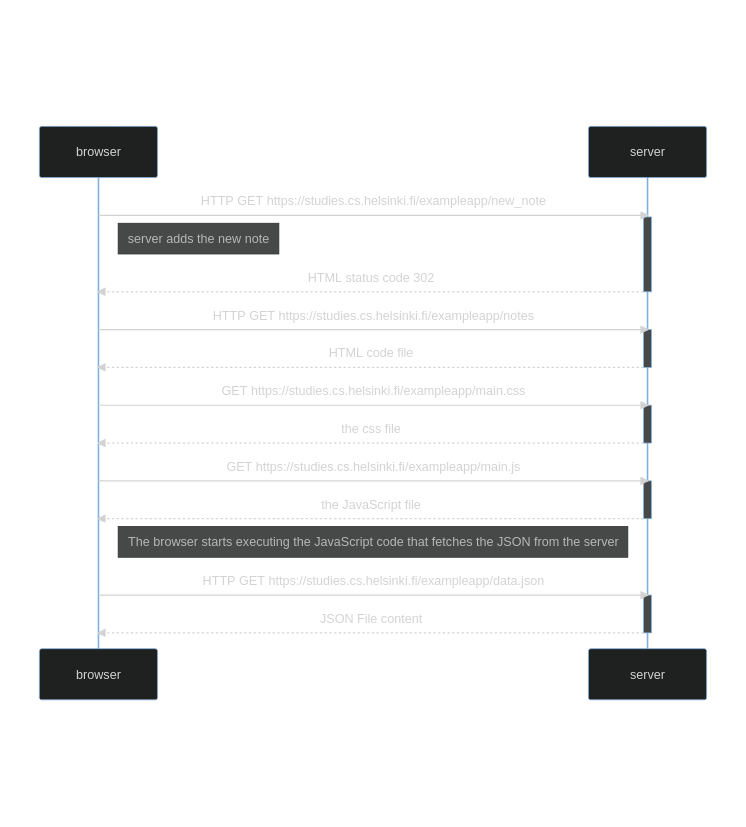 browser
server
HTTP GET https://studies.cs.helsinki.fi/exampleapp/new_note
server adds the new note
HTML status code 302
HTTP GET https://studies.cs.helsinki.fi/exampleapp/notes
HTML code file
GET https://studies.cs.helsinki.fi/exampleapp/main.css
the css file
GET https://studies.cs.helsinki.fi/exampleapp/main.js
the JavaScript file
The browser starts executing the JavaScript code that fetches the JSON from the server
HTTP GET https://studies.cs.helsinki.fi/exampleapp/data.json
JSON File content
browser
server